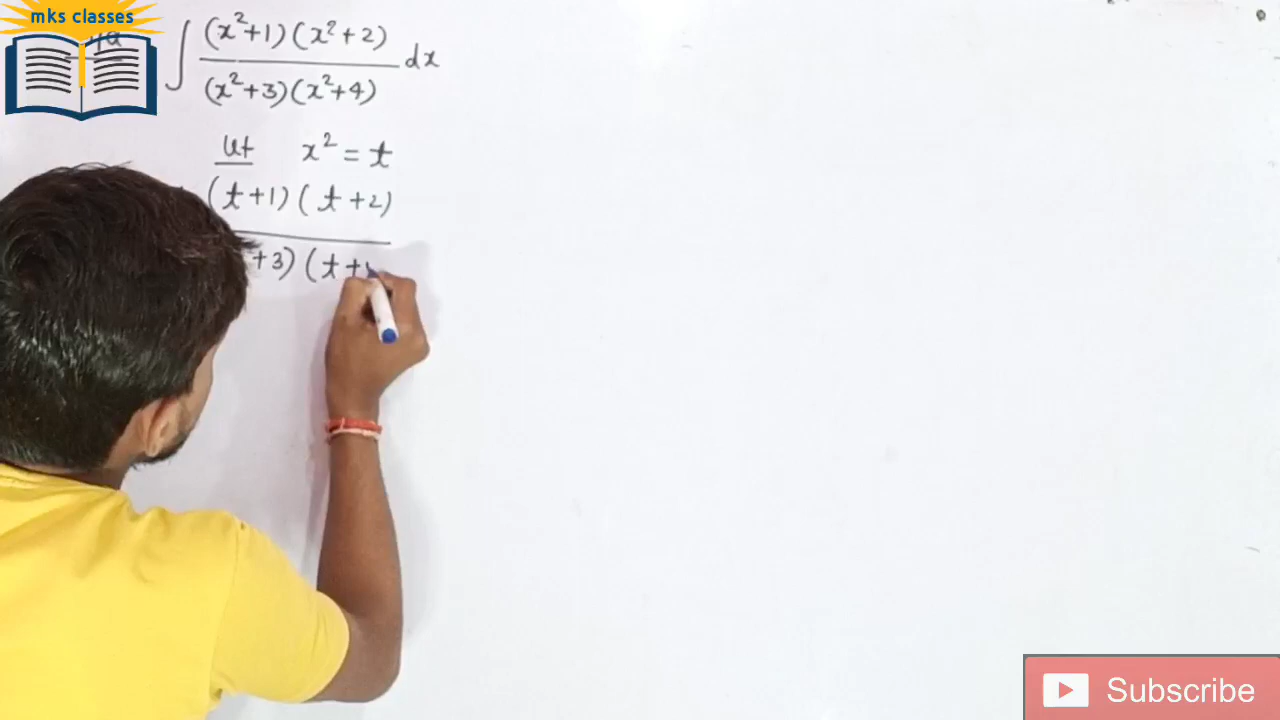 mks classes
∫ (x²+1)(x²+2) / (x²+3)(x²+4) dx
let x² = t
(t+1)(t+2)
+3)(t+
Subscribe